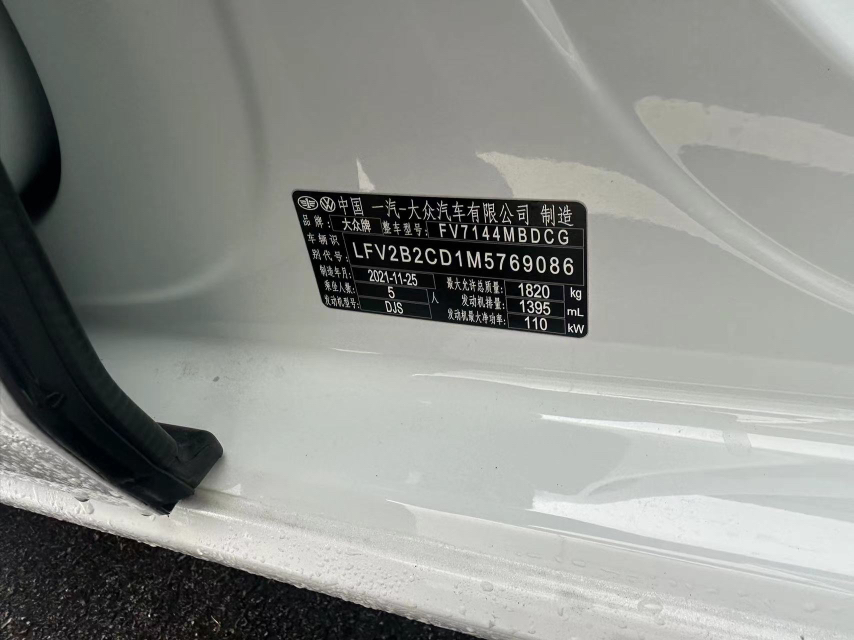 中国 一汽-大众汽车有限公司 制造
品牌: 大众牌 整车型号: FV7144MBDCG
车辆识别代号: LFV2B2CD1M5769086
制造年月: 2021-11-25 最大允许总质量: 1820 kg
乘坐人数: 5 人 发动机排量: 1395 mL
发动机型号: DJS 发动机最大净功率: 110 kW